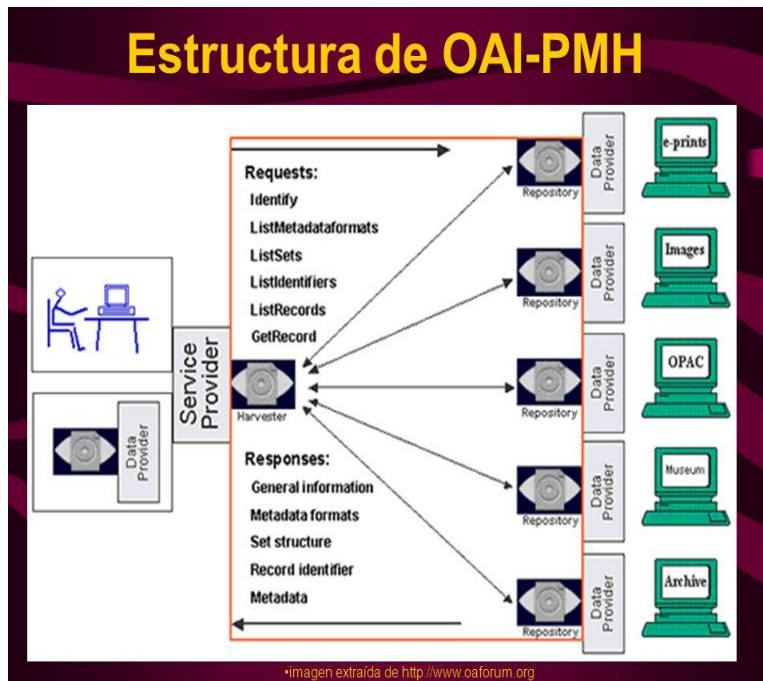 Estructura de OAI-PMH
Requests:
Identify
ListMetadataformats
ListSets
ListIdentifiers
ListRecords
GetRecord
Service
Provider
Harvester
Data
Provider
Responses:
General information
Metadata formats
Set structure
Record identifier
Metadata
Repository
Data
Provider
e-prints
Repository
Data
Provider
Images
Repository
Data
Provider
OPAC
Repository
Data
Provider
Museum
Repository
Data
Provider
Archive
•imagen extraída de http://www.oaforum.org